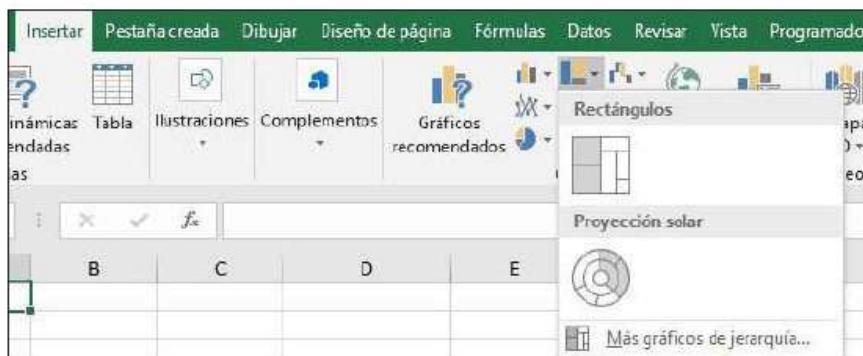 Insertar Pestaña creada Dibujar Diseño de página Fórmulas Datos Revisar Vista Programado
inámicas Tabla Ilustraciones Complementos Gráficos
endadas recomendados
as
Rectángulos
fx
Proyección solar
B C D E
Más gráficos de jerarquía...